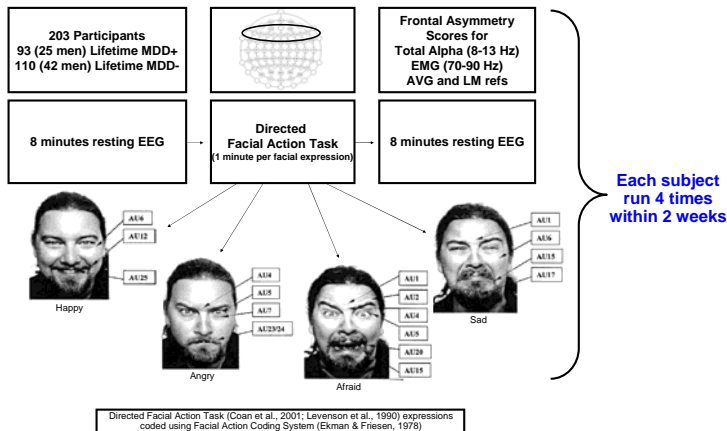 203 Participants
93 (25 men) Lifetime MDD+
110 (42 men) Lifetime MDD-
Frontal Asymmetry
Scores for
Total Alpha (8-13 Hz)
EMG (70-90 Hz)
AVG and LM refs
8 minutes resting EEG
Directed
Facial Action Task
(1 minute per facial expression)
8 minutes resting EEG
Each subject
run 4 times
within 2 weeks
AU6
AU12
AU25
Happy
AU4
AU5
AU7
AU23/24
Angry
AU1
AU2
AU4
AU5
AU20
AU15
Afraid
AU1
AU6
AU15
AU17
Sad
Directed Facial Action Task (Coan et al., 2001; Levenson et al., 1990) expressions
coded using Facial Action Coding System (Ekman & Friesen, 1978)